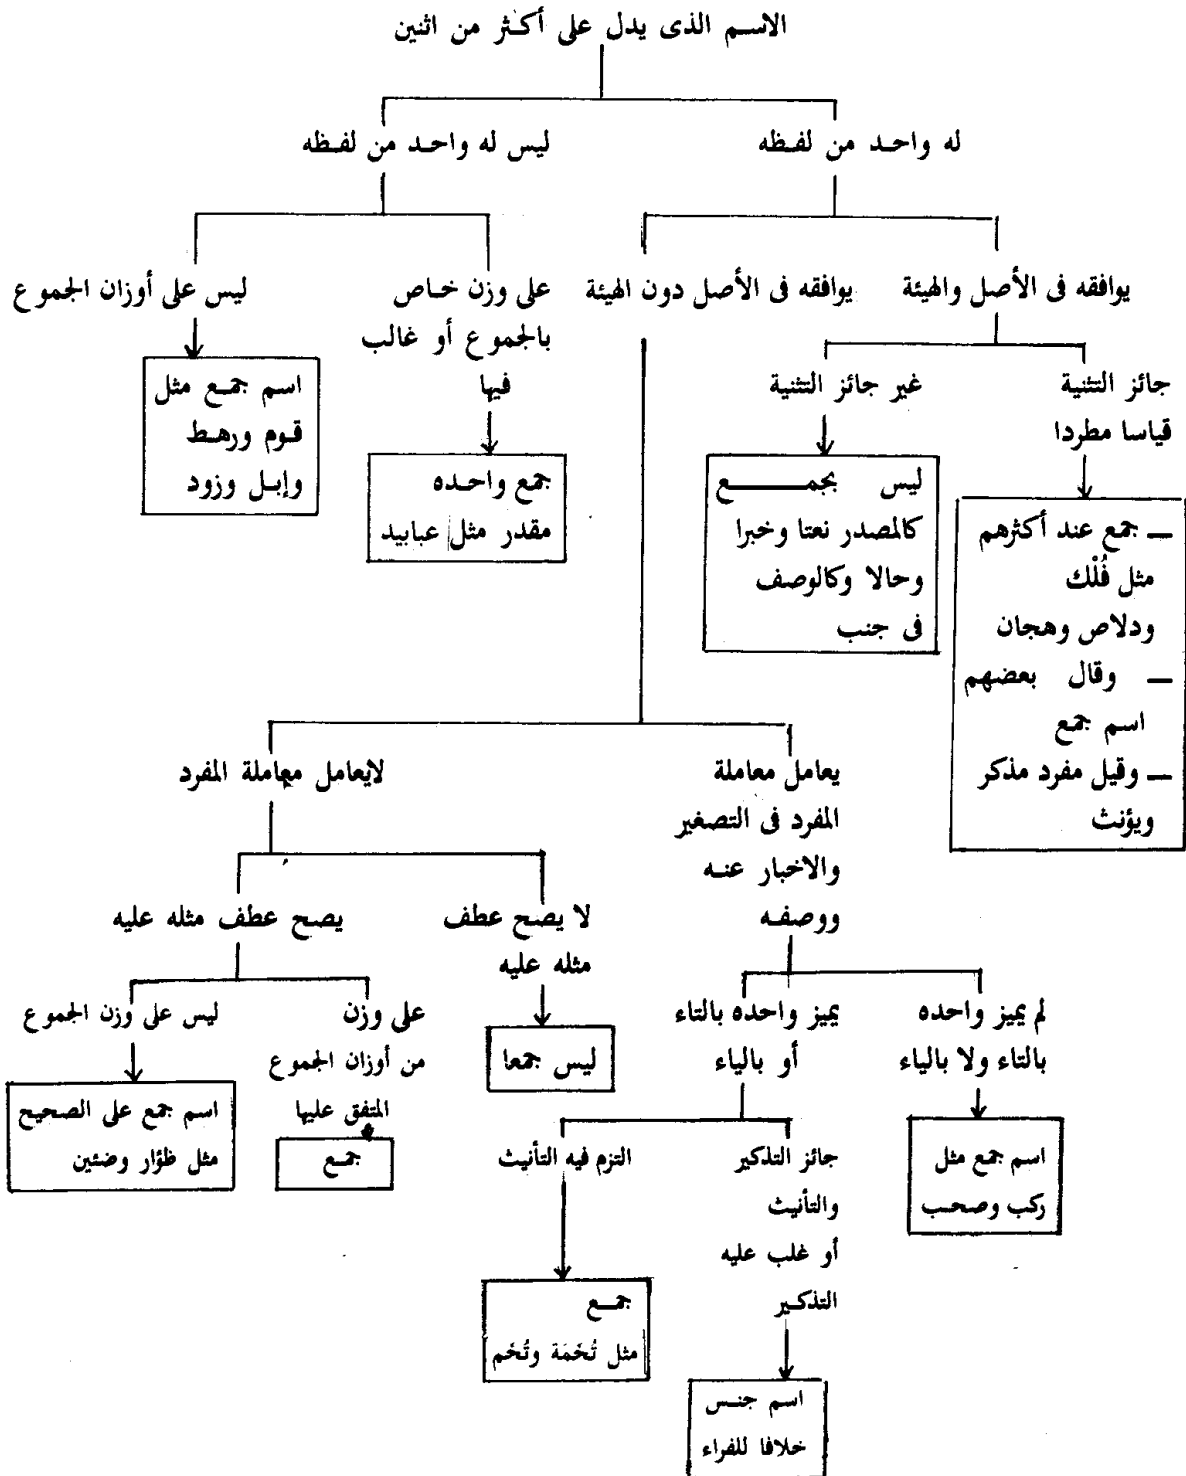 الاسم الذى يدل على أكثر من اثنين
له واحد من لفظه
ليس له واحد من لفظه
يوافقه فى الأصل والهيئة
يوافقه فى الأصل دون الهيئة
على وزن خاص
بالجموع أو غالب
فيها
ليس على أوزان الجموع
جائز التثنية
قياسا مطردا
غير جائز التثنية
اسم جمع مثل
قوم ورهط
وإبل وزود
جمع واحده
مقدر مثل عبابيد
ليس بجمع
كالمصدر نعتا وخبرا
وحالا وكالوصف
فى جنب
— جمع عند أكثرهم
مثل فُلْك
ودلاص وهجان
— وقال بعضهم
اسم جمع
— وقيل مفرد مذكر
ويؤنث
يعامل معاملة
المفرد فى التصغير
والاخبار عنه
ووصفه
لايعامل معاملة المفرد
لا يصح عطف
مثله عليه
يصح عطف مثله عليه
لم يميز واحده
بالتاء ولا بالياء
يميز واحده بالتاء
أو بالياء
ليس جمعا
على وزن
من أوزان الجموع
المتفق عليها
ليس على وزن الجموع
جمع
اسم جمع على الصحيح
مثل ظؤار وضئين
اسم جمع مثل
ركب وصحب
جائز التذكير
والتأنيث
أو غلب عليه
التذكير
التزم فيه التأنيث
جمع
مثل تُخَمَة وتُخَم
اسم جنس
خلافا للفراء